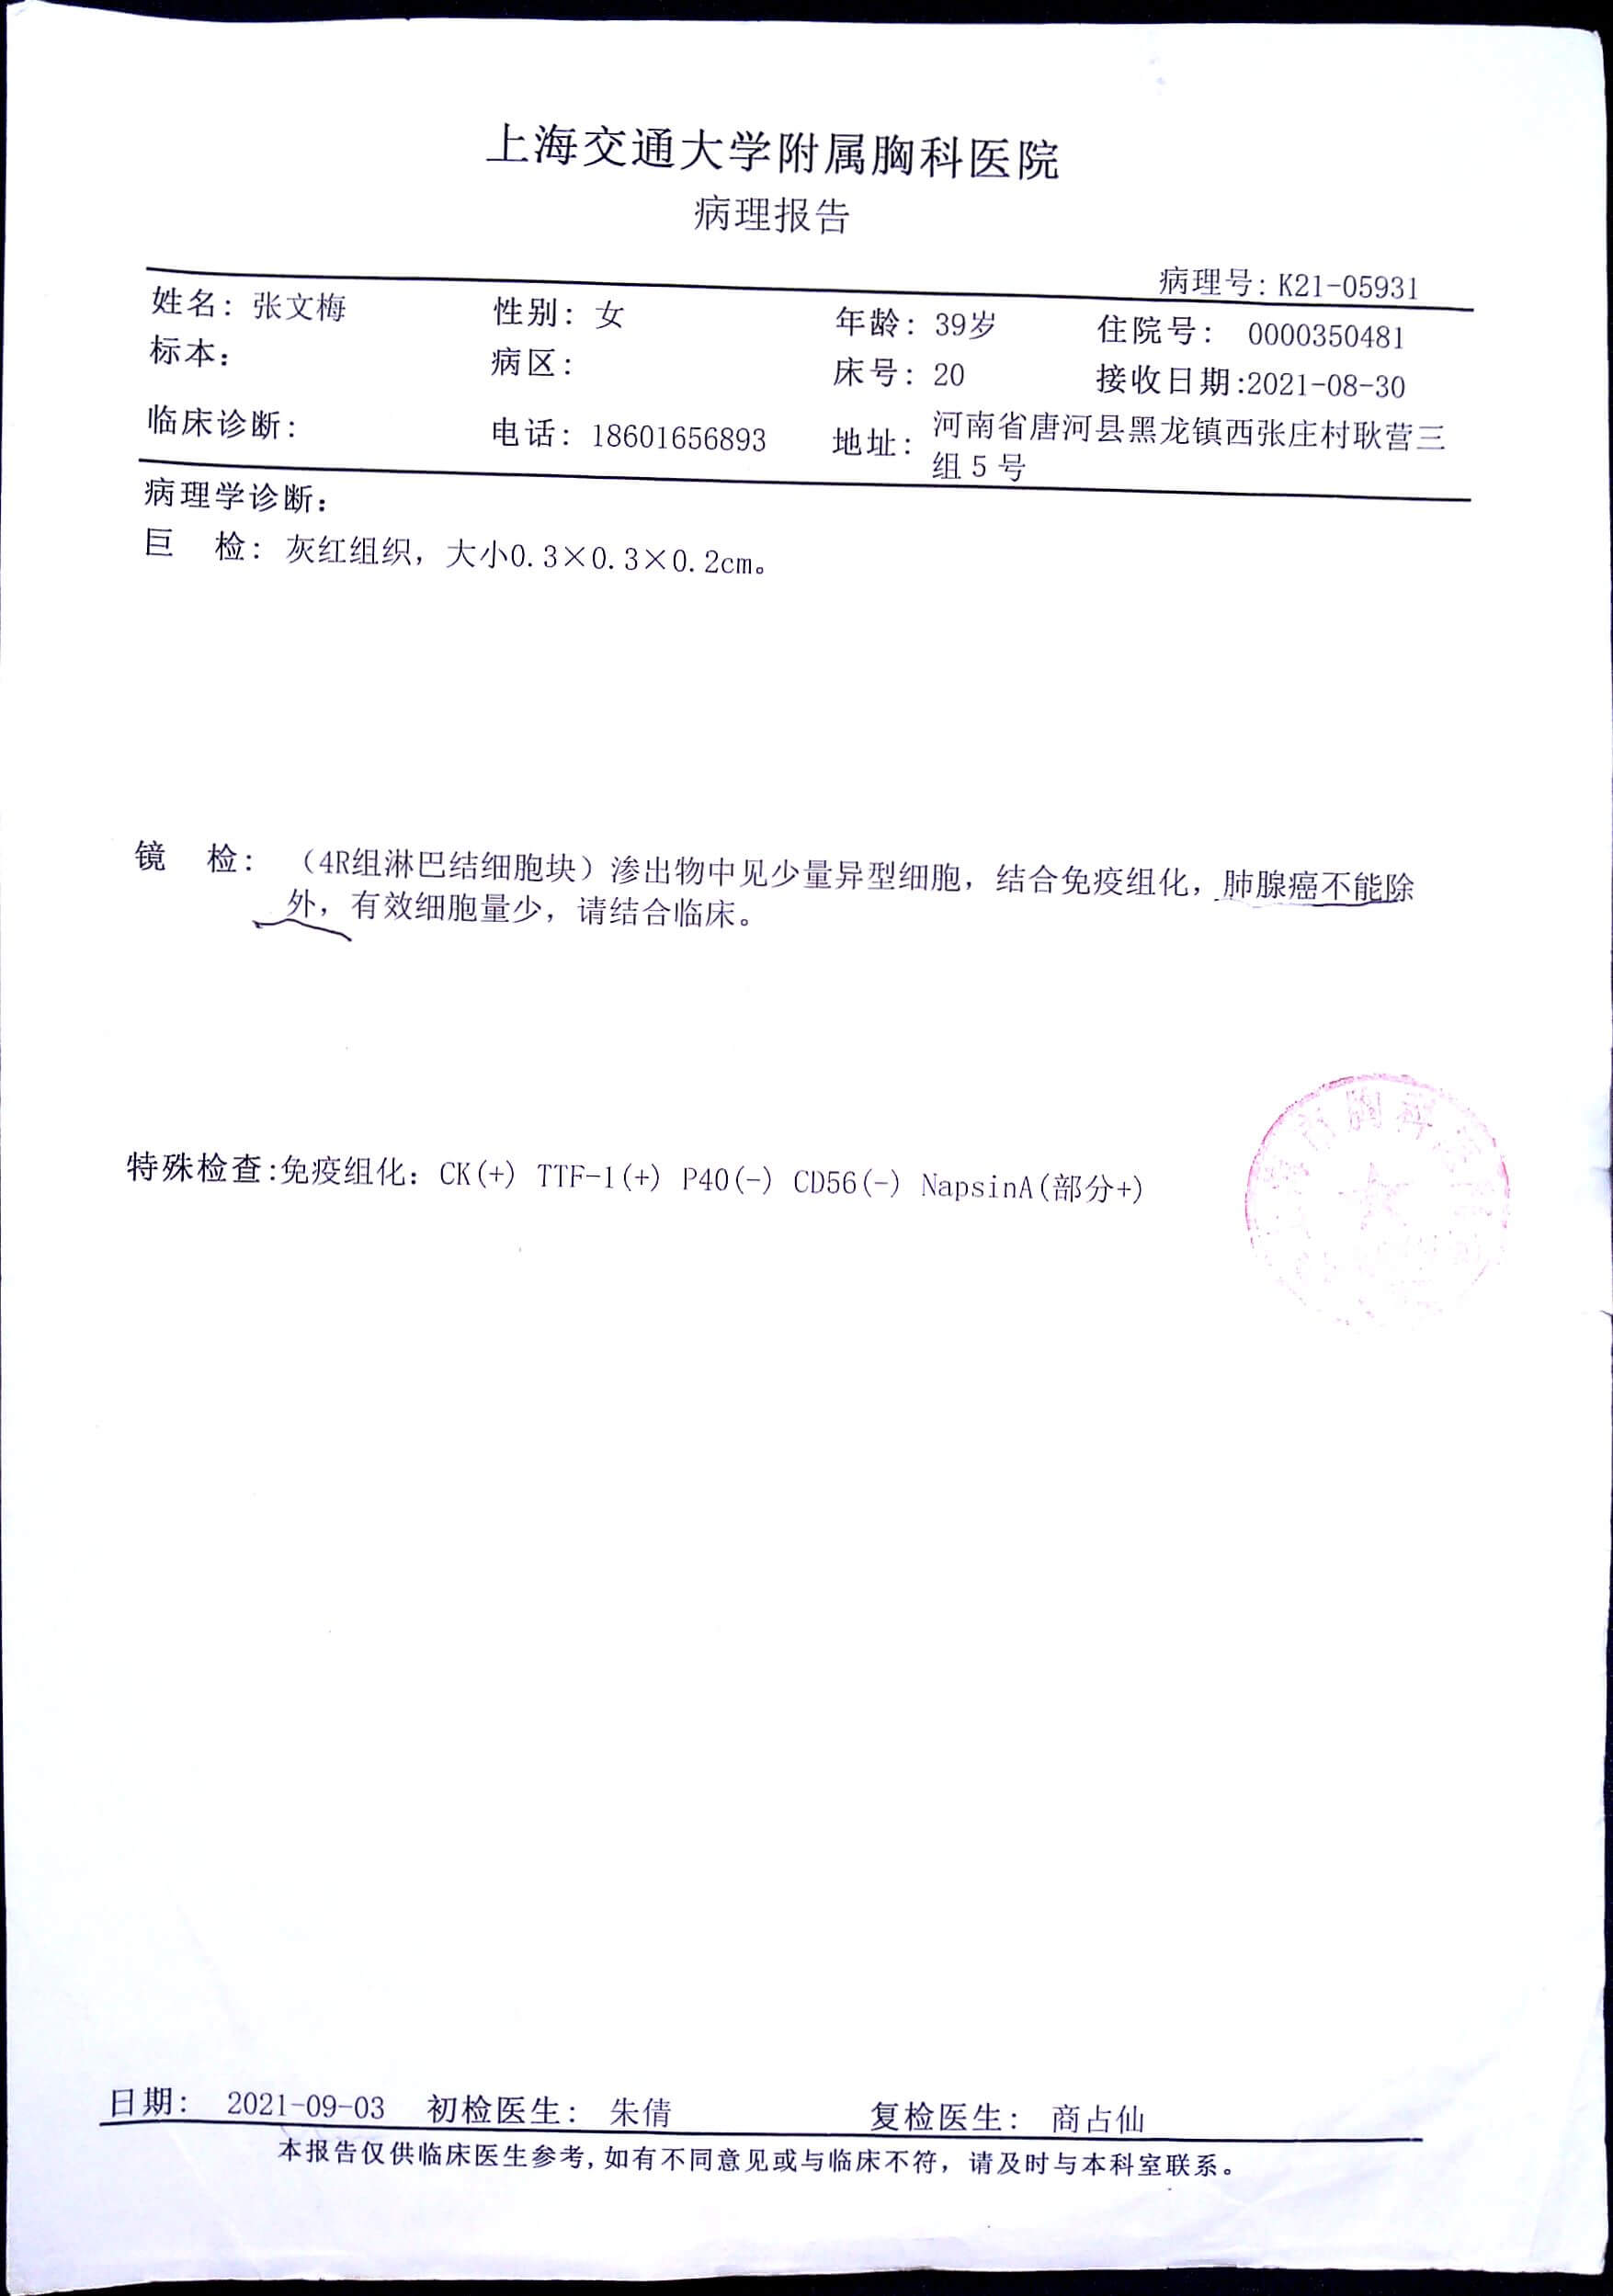 上海交通大学附属胸科医院
病理报告
病理号: K21-05931
姓名: 张文梅 性别: 女 年龄: 39岁 住院号: 0000350481
标本: 病区: 床号: 20 接收日期:2021-08-30
临床诊断: 电话: 18601656893 地址: 河南省唐河县黑龙镇西张庄村耿营三
组 5 号
病理学诊断:
巨 检: 灰红组织, 大小0.3×0.3×0.2cm。
镜 检: (4R组淋巴结细胞块) 渗出物中见少量异型细胞, 结合免疫组化, 肺腺癌不能除
外, 有效细胞量少, 请结合临床。
特殊检查:免疫组化: CK(+) TTF-1(+) P40(-) CD56(-) NapsinA(部分+)
日期: 2021-09-03 初检医生: 朱倩 复检医生: 商占仙
本报告仅供临床医生参考,如有不同意见或与临床不符, 请及时与本科室联系。